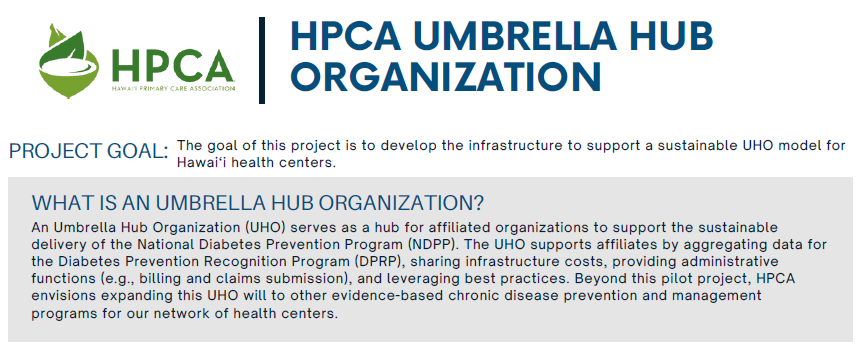 HPCA
HAWAI'I PRIMARY CARE ASSOCIATION
HPCA UMBRELLA HUB
ORGANIZATION
PROJECT GOAL: The goal of this project is to develop the infrastructure to support a sustainable UHO model for
Hawaiʻi health centers.
WHAT IS AN UMBRELLA HUB ORGANIZATION?
An Umbrella Hub Organization (UHO) serves as a hub for affiliated organizations to support the sustainable
delivery of the National Diabetes Prevention Program (NDPP). The UHO supports affiliates by aggregating data for
the Diabetes Prevention Recognition Program (DPRP), sharing infrastructure costs, providing administrative
functions (e.g., billing and claims submission), and leveraging best practices. Beyond this pilot project, HPCA
envisions expanding this UHO will to other evidence-based chronic disease prevention and management
programs for our network of health centers.